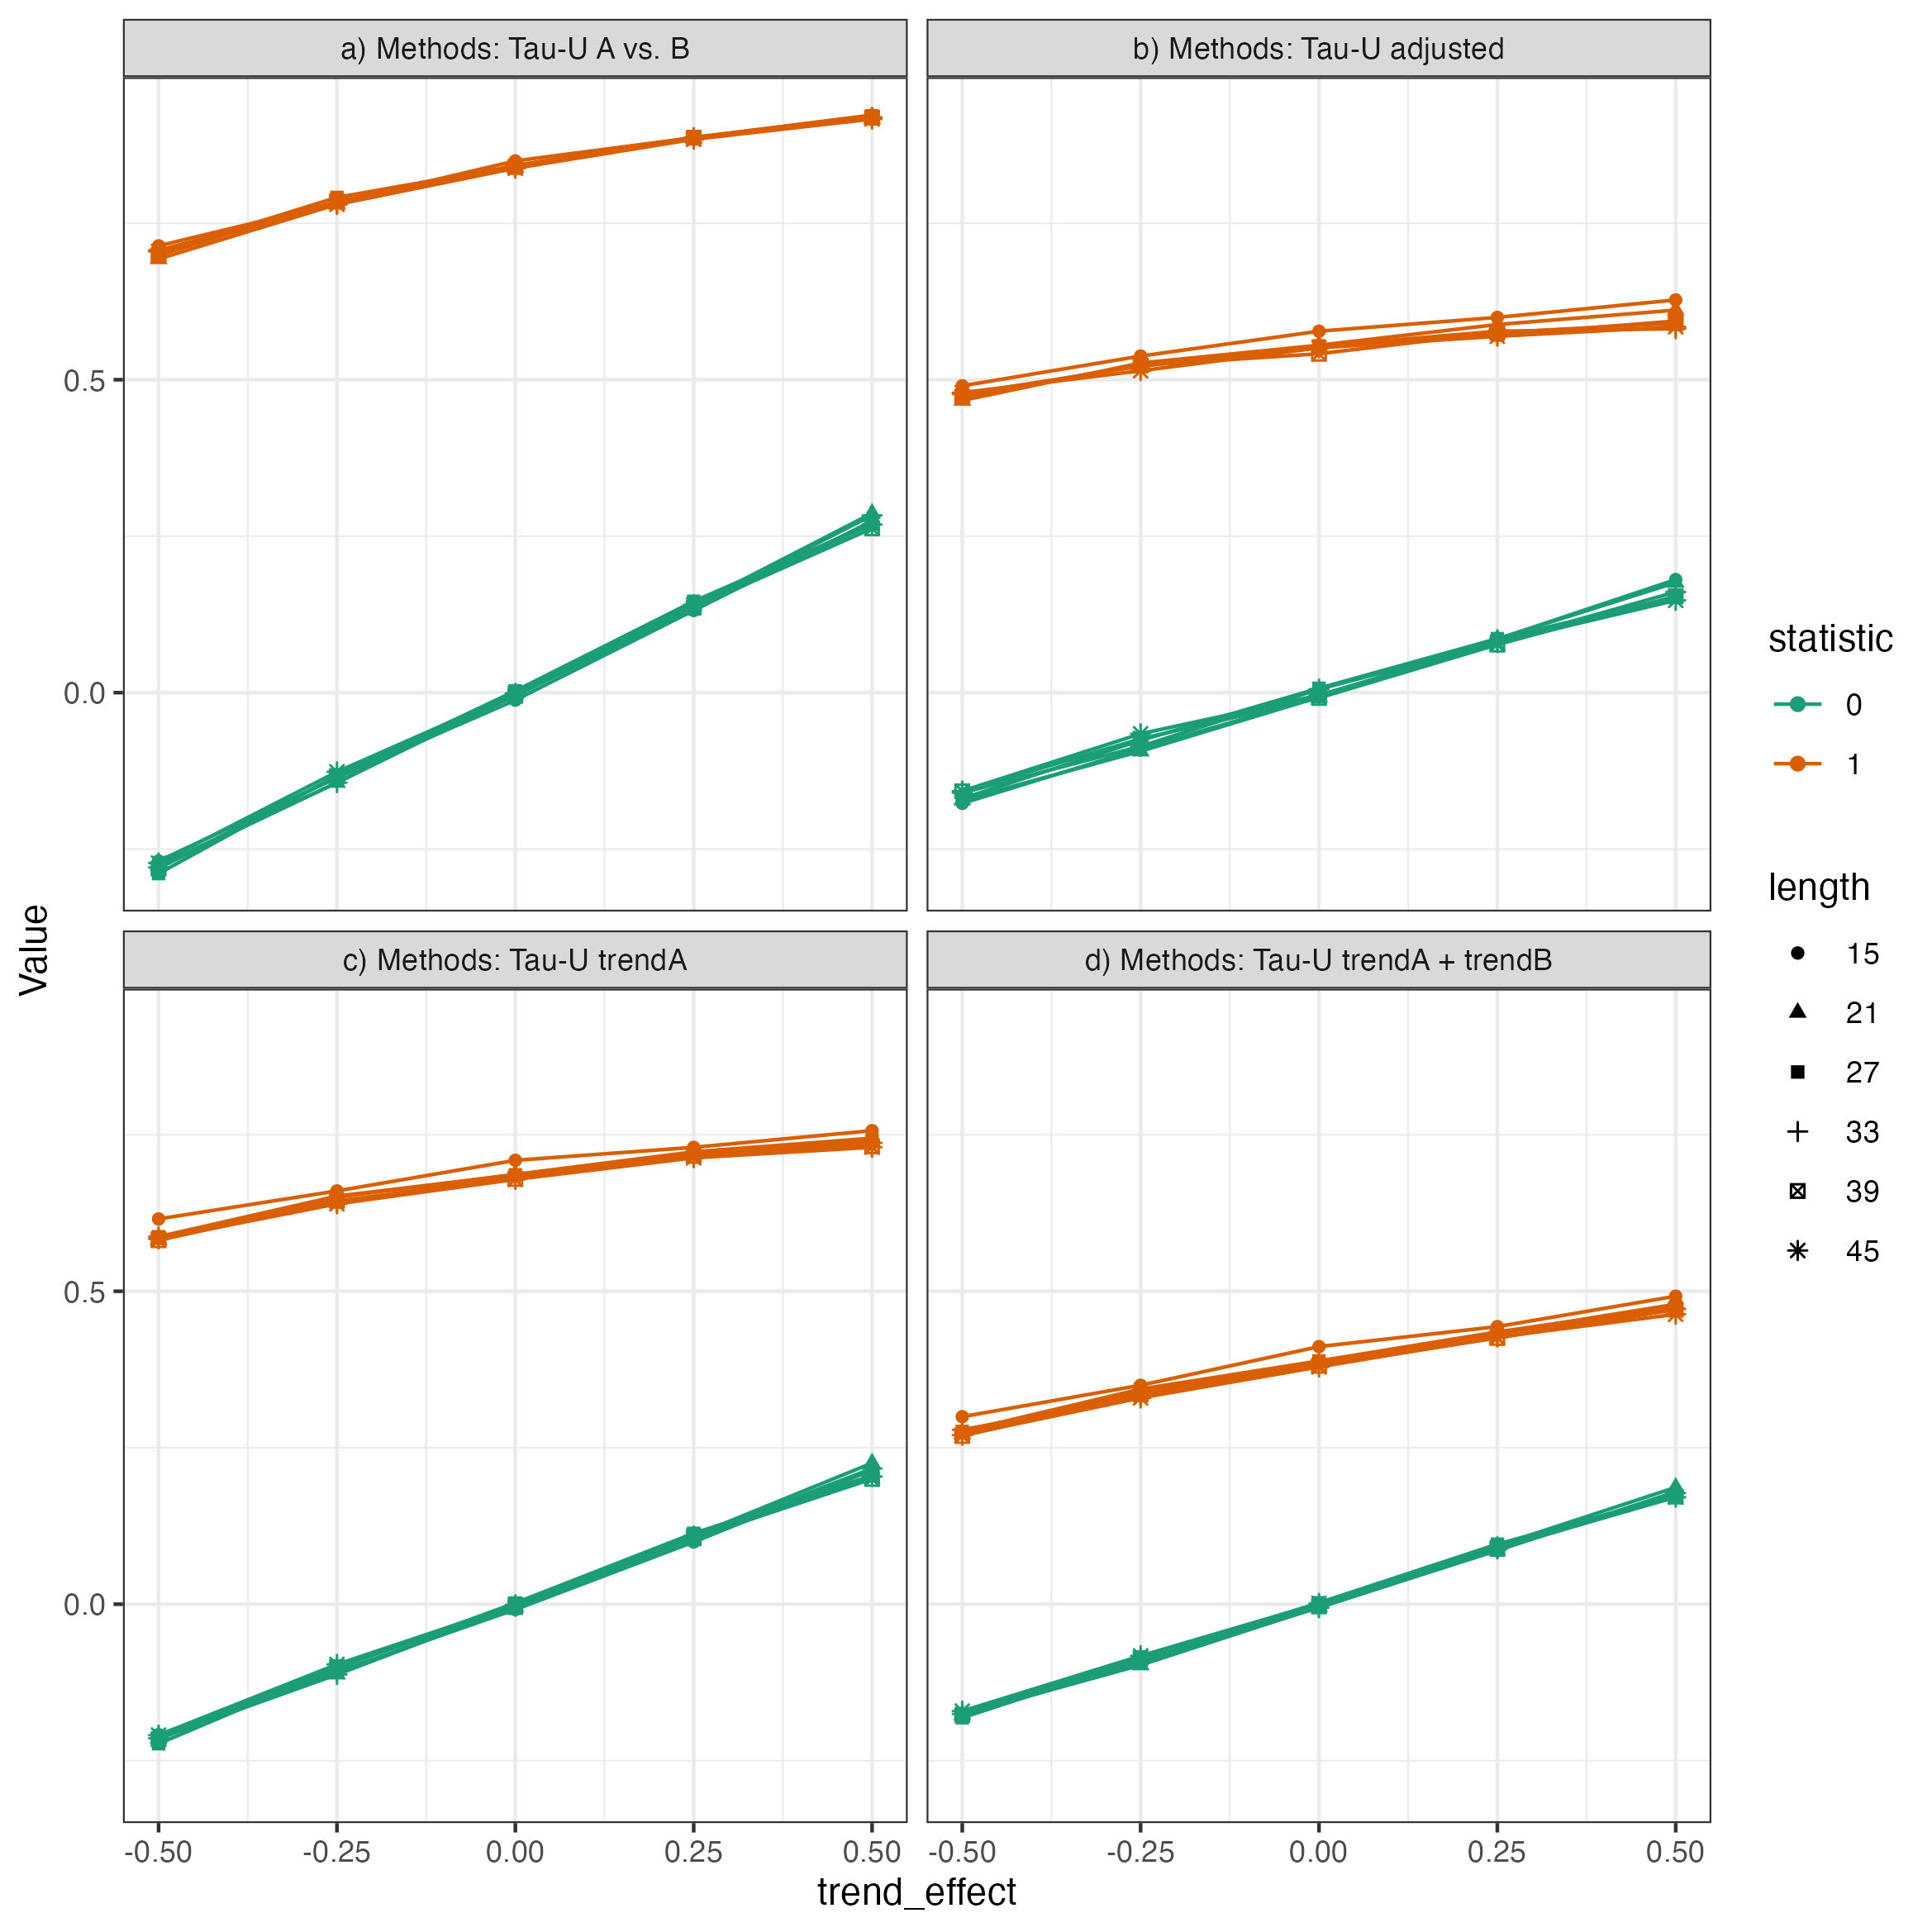 a) Methods: Tau-U A vs. B
b) Methods: Tau-U adjusted
0.5
0.0
c) Methods: Tau-U trendA
d) Methods: Tau-U trendA + trendB
0.5
0.0
-0.50 -0.25 0.00 0.25 0.50
-0.50 -0.25 0.00 0.25 0.50
trend_effect
Value
statistic
0
1
length
15
21
27
33
39
45